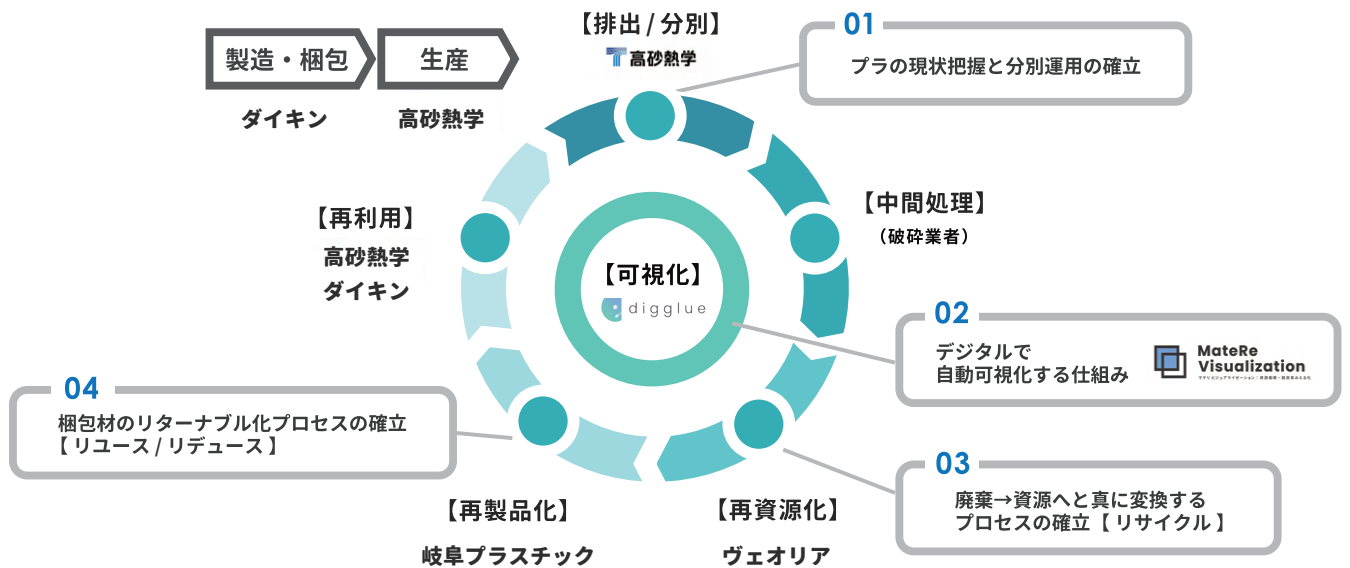 製造・梱包
生産
ダイキン
高砂熱学
【排出 / 分別】
高砂熱学
01
プラの現状把握と分別運用の確立
【中間処理】
（破砕業者）
【再利用】
高砂熱学
ダイキン
【可視化】
digglue
02
デジタルで
自動可視化する仕組み
MateRe
Visualization
04
梱包材のリターナブル化プロセスの確立
【 リユース / リデュース 】
03
廃棄→資源へと真に変換する
プロセスの確立【 リサイクル 】
【再製品化】
岐阜プラスチック
【再資源化】
ヴェオリア